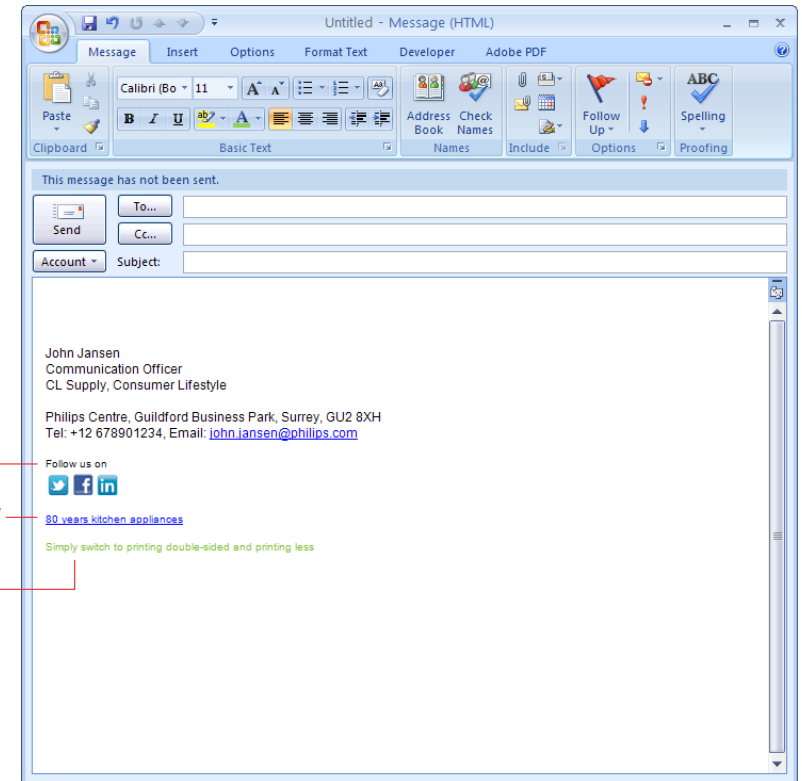 Untitled - Message (HTML)
Message Insert Options Format Text Developer Adobe PDF
Paste
Clipboard
Calibri (Bo 11
B I U ab A
Basic Text
Address Book
Check Names
Names
Include
Follow Up
Options
ABC
Spelling
Proofing
This message has not been sent.
Send
To...
Cc...
Account
Subject:
John Jansen
Communication Officer
CL Supply, Consumer Lifestyle
Philips Centre, Guildford Business Park, Surrey, GU2 8XH
Tel: +12 678901234, Email: john.jansen@philips.com
Follow us on
f in
80 years kitchen appliances
Simply switch to printing double-sided and printing less